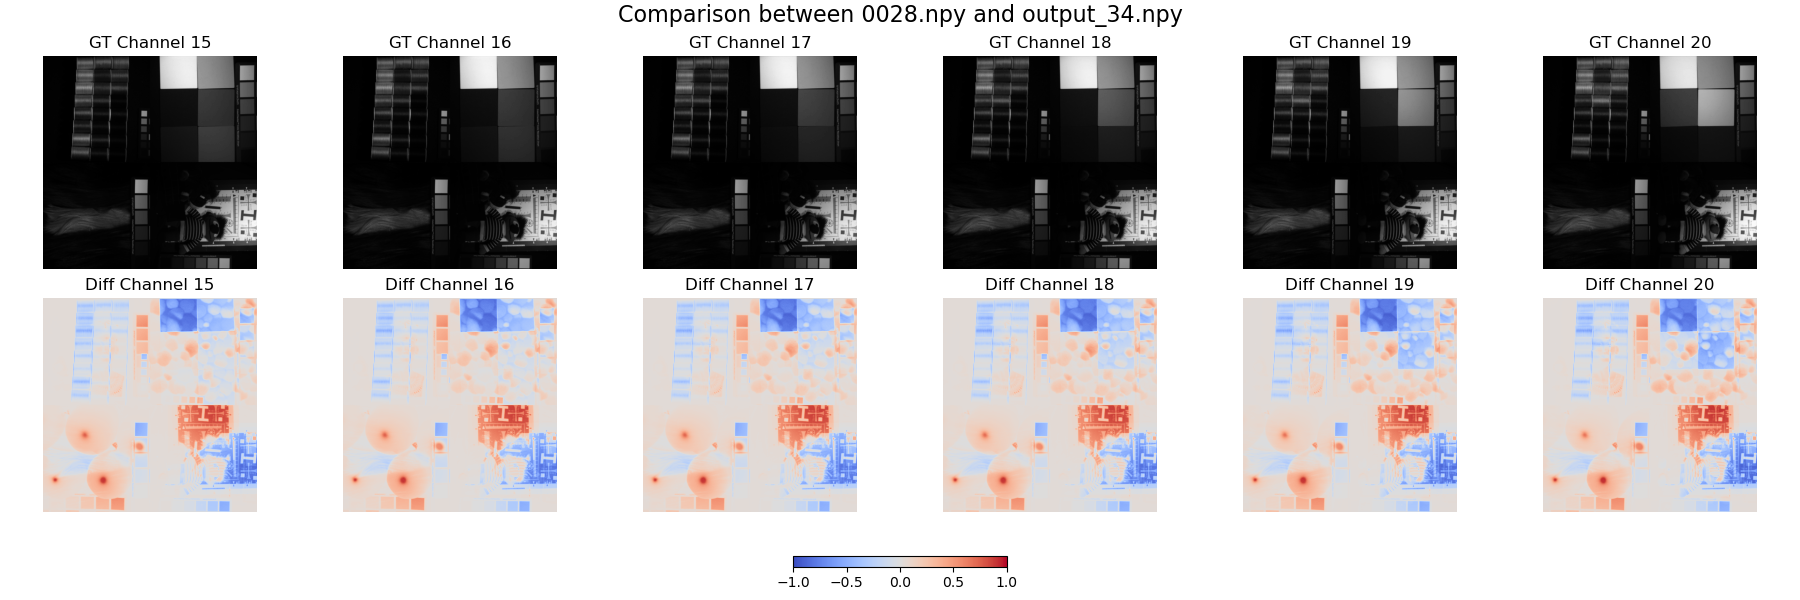 Comparison between 0028.npy and output_34.npy
GT Channel 15
GT Channel 16
GT Channel 17
GT Channel 18
GT Channel 19
GT Channel 20
Diff Channel 15
Diff Channel 16
Diff Channel 17
Diff Channel 18
Diff Channel 19
Diff Channel 20
−1.0 −0.5 0.0 0.5 1.0